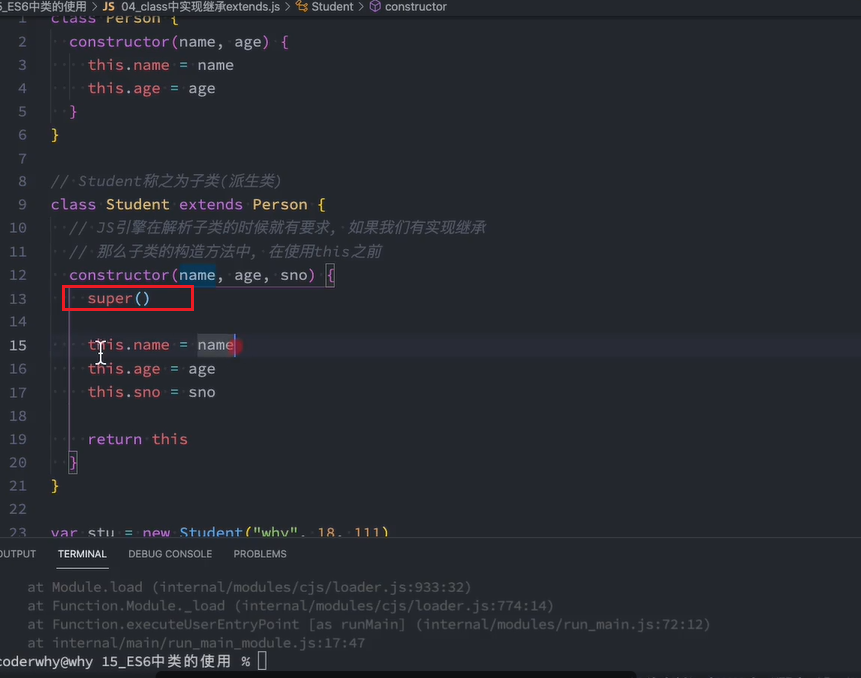 5_ES6中类的使用 > JS 04_class中实现继承extends.js > Student > constructor
1 class Person {
2 constructor(name, age) {
3 this.name = name
4 this.age = age
5 }
6 }
7
8 // Student称之为子类(派生类)
9 class Student extends Person {
10 // JS引擎在解析子类的时候就有要求, 如果我们有实现继承
11 // 那么子类的构造方法中, 在使用this之前
12 constructor(name, age, sno) {
13 super()
14
15 this.name = name
16 this.age = age
17 this.sno = sno
18
19 return this
20 }
21 }
22
23 var stu = new Student("why", 18, 111)
OUTPUT TERMINAL DEBUG CONSOLE PROBLEMS
at Module.load (internal/modules/cjs/loader.js:933:32)
at Function.Module._load (internal/modules/cjs/loader.js:774:14)
at Function.executeUserEntryPoint [as runMain] (internal/modules/run_main.js:72:12)
at internal/main/run_main_module.js:17:47
coderwhy@why 15_ES6中类的使用 %